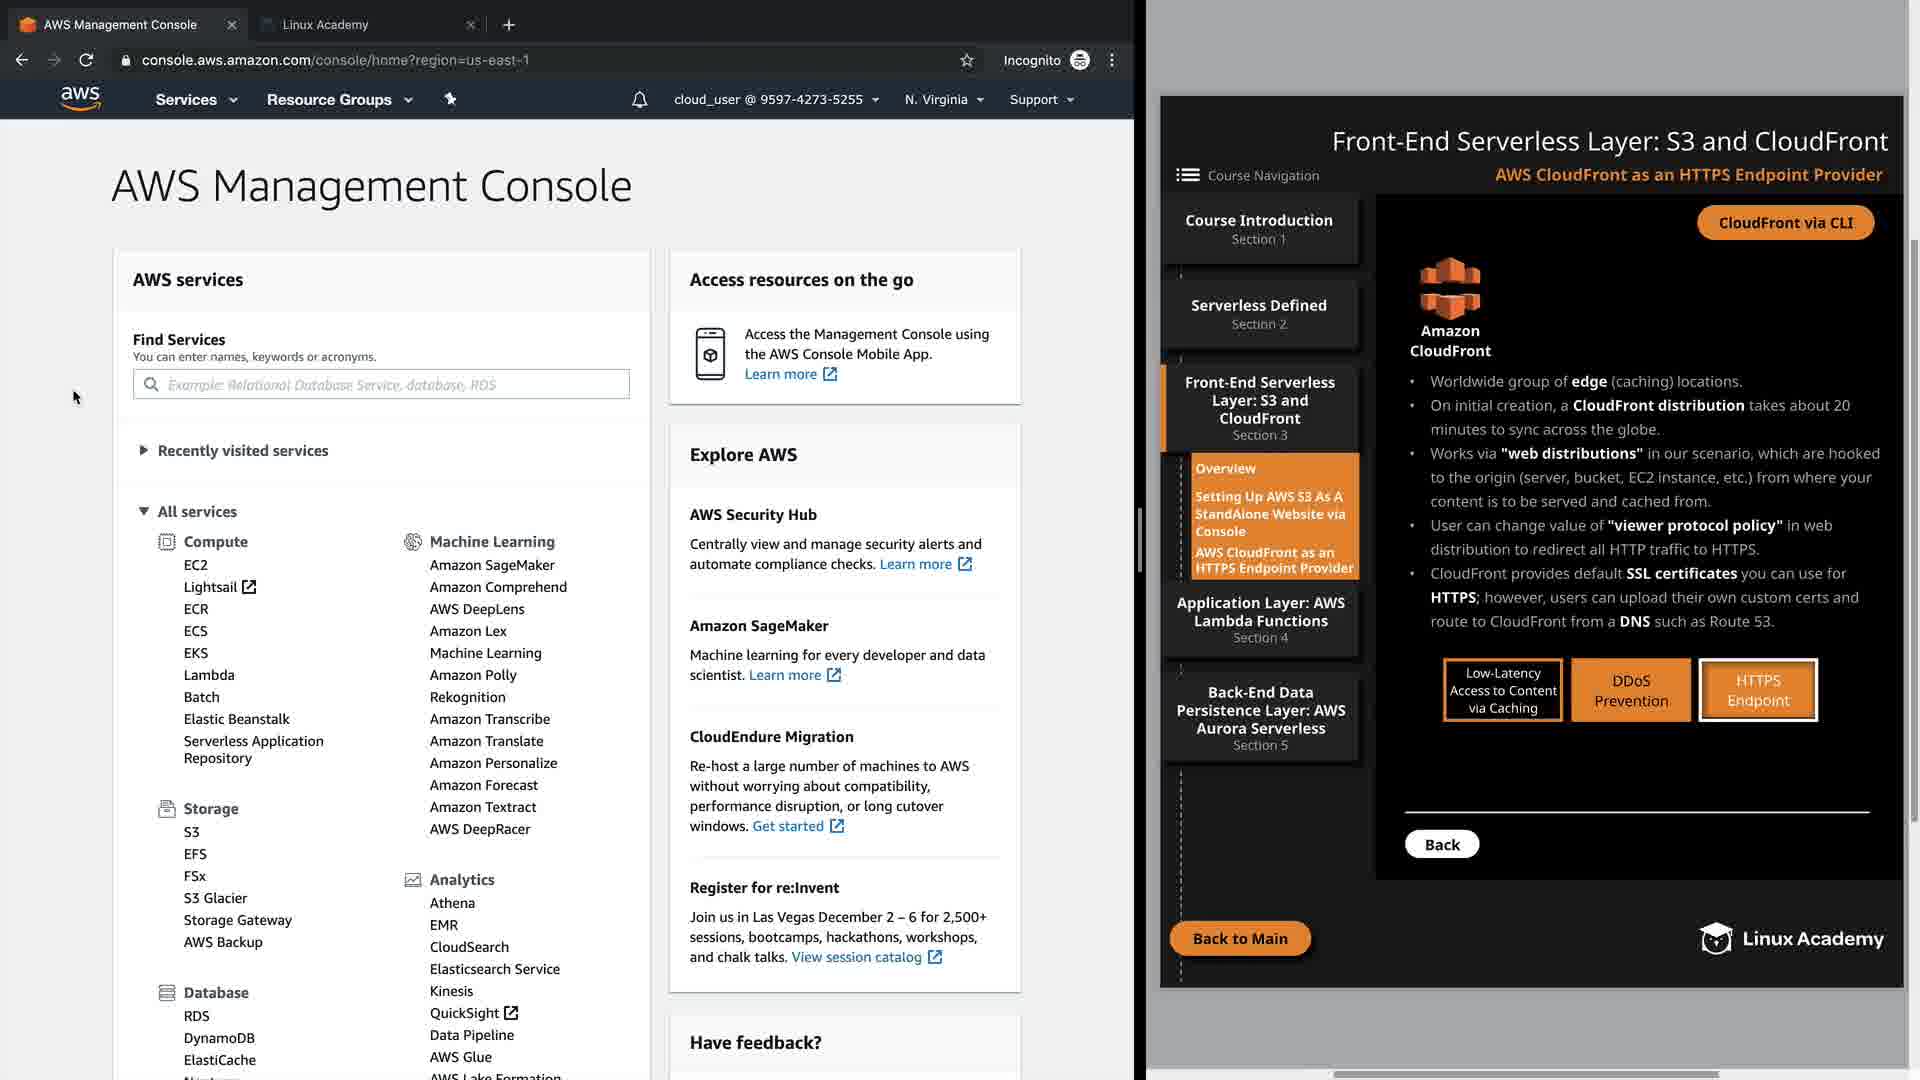 AWS Management Console
Linux Academy
console.aws.amazon.com/console/home?region=us-east-1
Incognito
aws
Services
Resource Groups
cloud_user @ 9597-4273-5255
N. Virginia
Support
AWS Management Console
AWS services
Find Services
You can enter names, keywords or acronyms.
Example: Relational Database Service, database, RDS
Recently visited services
All services
Compute
EC2
Lightsail
ECR
ECS
EKS
Lambda
Batch
Elastic Beanstalk
Serverless Application
Repository
Storage
S3
EFS
FSx
S3 Glacier
Storage Gateway
AWS Backup
Database
RDS
DynamoDB
ElastiCache
Machine Learning
Amazon SageMaker
Amazon Comprehend
AWS DeepLens
Amazon Lex
Machine Learning
Amazon Polly
Rekognition
Amazon Transcribe
Amazon Translate
Amazon Personalize
Amazon Forecast
Amazon Textract
AWS DeepRacer
Analytics
Athena
EMR
CloudSearch
Elasticsearch Service
Kinesis
QuickSight
Data Pipeline
AWS Glue
AWS Lake Formation
Access resources on the go
Access the Management Console using
the AWS Console Mobile App.
Learn more
Explore AWS
AWS Security Hub
Centrally view and manage security alerts and
automate compliance checks. Learn more
Amazon SageMaker
Machine learning for every developer and data
scientist. Learn more
CloudEndure Migration
Re-host a large number of machines to AWS
without worrying about compatibility,
performance disruption, or long cutover
windows. Get started
Register for re:Invent
Join us in Las Vegas December 2 – 6 for 2,500+
sessions, bootcamps, hackathons, workshops,
and chalk talks. View session catalog
Have feedback?
Front-End Serverless Layer: S3 and CloudFront
Course Navigation
AWS CloudFront as an HTTPS Endpoint Provider
Course Introduction
Section 1
Serverless Defined
Section 2
Front-End Serverless
Layer: S3 and
CloudFront
Section 3
Overview
Setting Up AWS S3 As A
StandAlone Website via
Console
AWS CloudFront as an
HTTPS Endpoint Provider
Application Layer: AWS
Lambda Functions
Section 4
Back-End Data
Persistence Layer: AWS
Aurora Serverless
Section 5
Back to Main
CloudFront via CLI
Amazon
CloudFront
• Worldwide group of edge (caching) locations.
• On initial creation, a CloudFront distribution takes about 20
minutes to sync across the globe.
• Works via "web distributions" in our scenario, which are hooked
to the origin (server, bucket, EC2 instance, etc.) from where your
content is to be served and cached from.
• User can change value of "viewer protocol policy" in web
distribution to redirect all HTTP traffic to HTTPS.
• CloudFront provides default SSL certificates you can use for
HTTPS; however, users can upload their own custom certs and
route to CloudFront from a DNS such as Route 53.
Low-Latency
Access to Content
via Caching
DDoS
Prevention
HTTPS
Endpoint
Back
Linux Academy